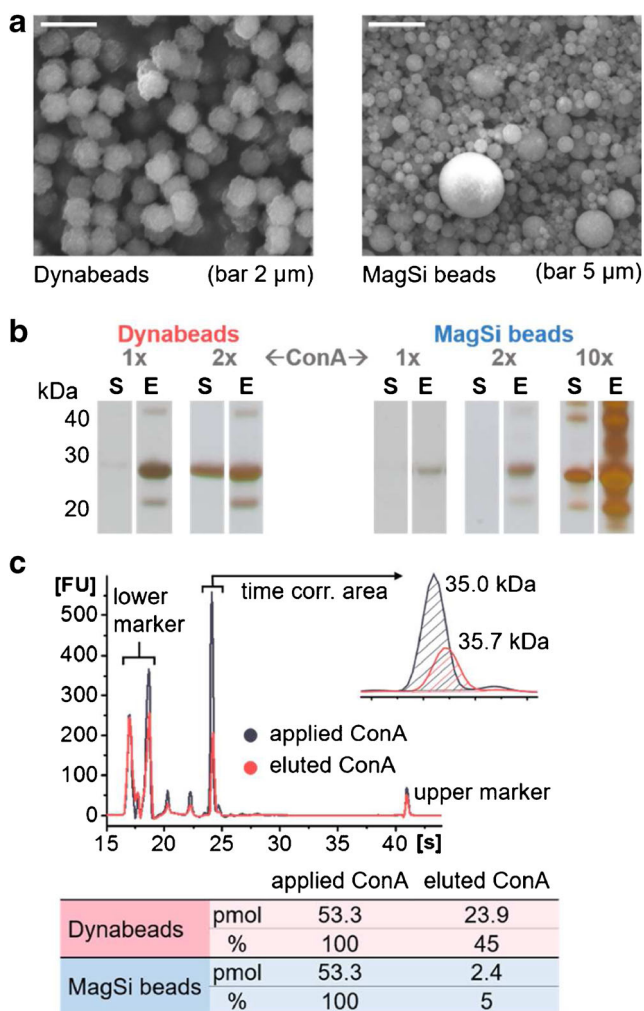 a
Dynabeads (bar 2 µm)
MagSi beads (bar 5 µm)
b
Dynabeads MagSi beads
1x 2x ←ConA→ 1x 2x 10x
kDa S E S E S E S E S E
40
30
20
c
[FU]
500
400
300
200
100
0
lower
marker
time corr. area
35.0 kDa
35.7 kDa
applied ConA
eluted ConA
upper marker
15 20 25 30 35 40 [s]
applied ConA eluted ConA
Dynabeads
pmol 53.3 23.9
% 100 45
MagSi beads
pmol 53.3 2.4
% 100 5